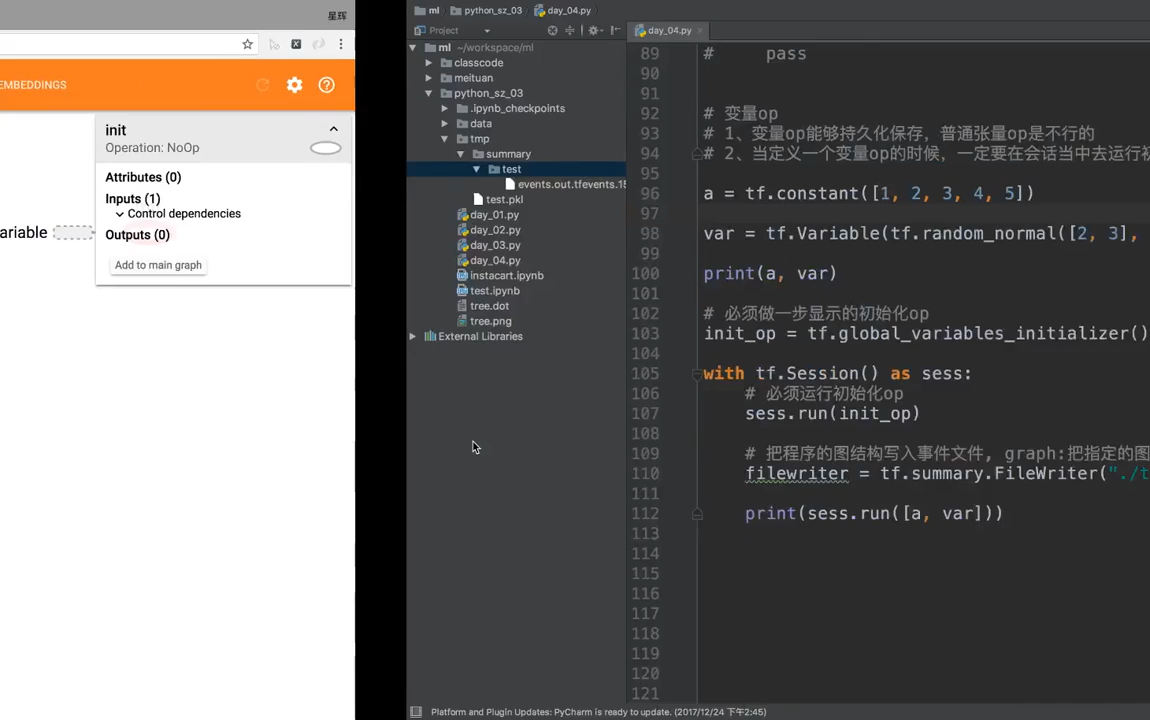 星辉
EMBEDDINGS
init
Operation: NoOp
Attributes (0)
Inputs (1)
Control dependencies
Outputs (0)
Add to main graph
ariable
ml python_sz_03 day_04.py
Project
ml ~/workspace/ml
classcode
meituan
python_sz_03
.ipynb_checkpoints
data
tmp
summary
test
events.out.tfevents.15
test.pkl
day_01.py
day_02.py
day_03.py
day_04.py
instacart.ipynb
test.ipynb
tree.dot
tree.png
External Libraries
day_04.py
89 # pass
90
91
92 # 变量op
93 # 1、变量op能够持久化保存，普通张量op是不行的
94 # 2、当定义一个变量op的时候，一定要在会话当中去运行初
95
96 a = tf.constant([1, 2, 3, 4, 5])
97
98 var = tf.Variable(tf.random_normal([2, 3],
99
100 print(a, var)
101
102 # 必须做一步显示的初始化op
103 init_op = tf.global_variables_initializer()
104
105 with tf.Session() as sess:
106 # 必须运行初始化op
107 sess.run(init_op)
108
109 # 把程序的图结构写入事件文件, graph:把指定的图
110 filewriter = tf.summary.FileWriter("./t
111
112 print(sess.run([a, var]))
113
114
115
116
117
118
119
120
121
Platform and Plugin Updates: PyCharm is ready to update. (2017/12/24 下午2:45)